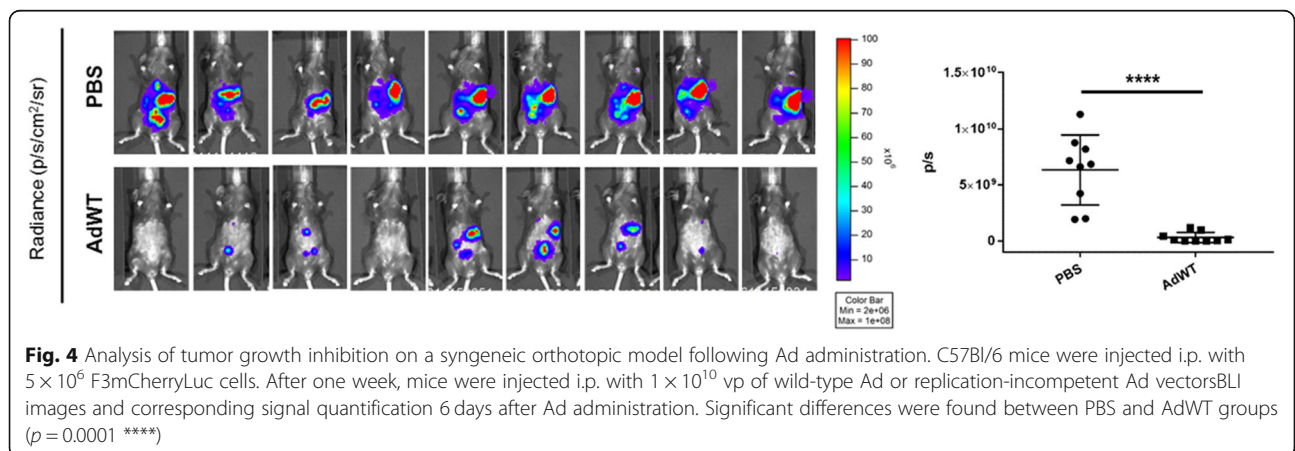 Radiance (p/s/cm²/sr)
PBS
AdWT
100
90
80
70
60
50
40
30
20
10
x10⁶
Color Bar
Min = 2e+06
Max = 1e+08
p/s
1.5×10¹⁰
1×10¹⁰
5×10⁹
0
****
PBS
AdWT
Fig. 4 Analysis of tumor growth inhibition on a syngeneic orthotopic model following Ad administration. C57Bl/6 mice were injected i.p. with
5 × 10⁶ F3mCherryLuc cells. After one week, mice were injected i.p. with 1 × 10¹⁰ vp of wild-type Ad or replication-incompetent Ad vectorsBLI
images and corresponding signal quantification 6 days after Ad administration. Significant differences were found between PBS and AdWT groups
(p = 0.0001 ****)